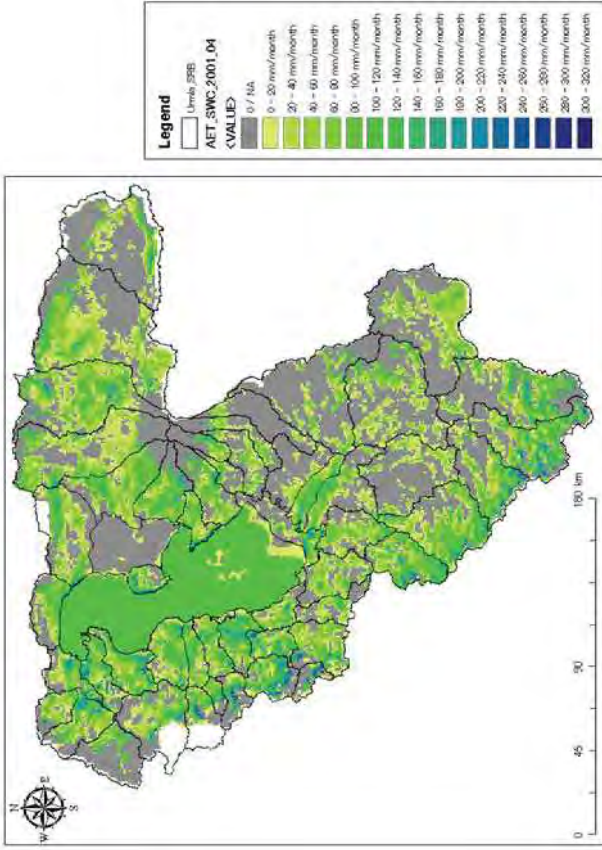 N
W
E
S
Legend
Urmia_SRB
AET_SWC_2001_04
<VALUE>
0 / NA
0 - 20 mm/month
20 - 40 mm/month
40 - 60 mm/month
60 - 80 mm/month
80 - 100 mm/month
100 - 120 mm/month
120 - 140 mm/month
140 - 160 mm/month
160 - 180 mm/month
180 - 200 mm/month
200 - 220 mm/month
220 - 240 mm/month
240 - 260 mm/month
260 - 280 mm/month
280 - 300 mm/month
300 - 320 mm/month
0
45
90
180 km